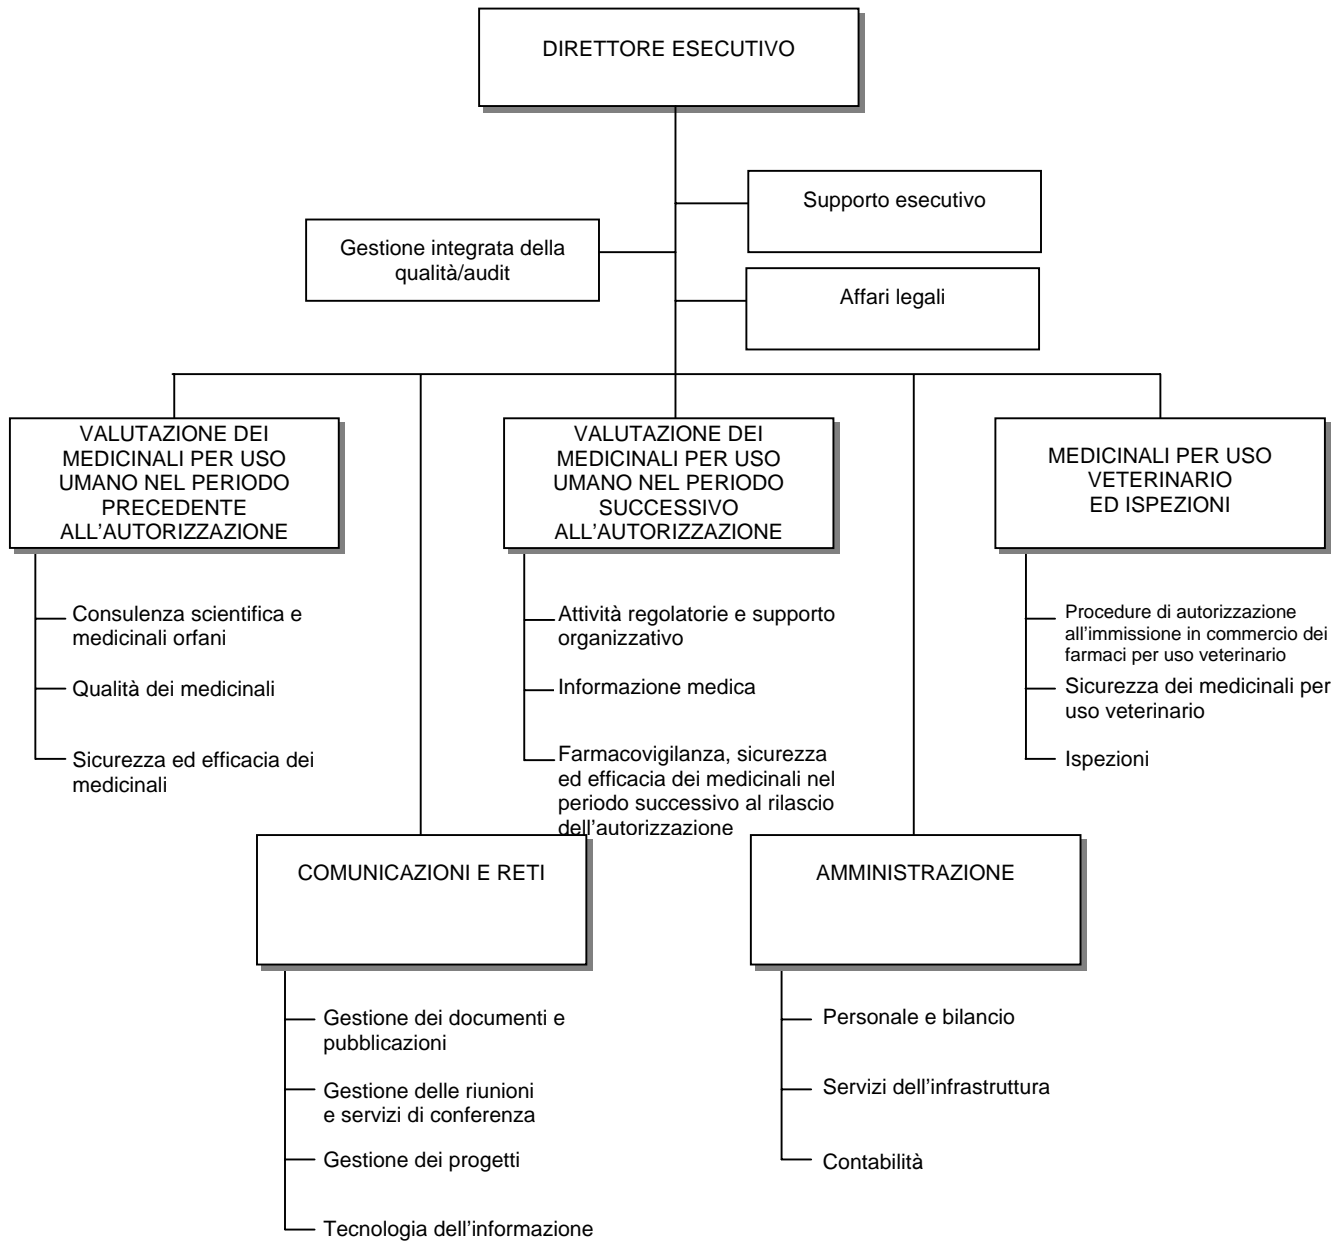 DIRETTORE ESECUTIVO
Supporto esecutivo
Gestione integrata della
qualità/audit
Affari legali
VALUTAZIONE DEI
MEDICINALI PER USO
UMANO NEL PERIODO
PRECEDENTE
ALL'AUTORIZZAZIONE
VALUTAZIONE DEI
MEDICINALI PER USO
UMANO NEL PERIODO
SUCCESSIVO
ALL'AUTORIZZAZIONE
MEDICINALI PER USO
VETERINARIO
ED ISPEZIONI
Consulenza scientifica e
medicinali orfani
Qualità dei medicinali
Sicurezza ed efficacia dei
medicinali
Attività regolatorie e supporto
organizzativo
Informazione medica
Farmacovigilanza, sicurezza
ed efficacia dei medicinali nel
periodo successivo al rilascio
dell'autorizzazione
Procedure di autorizzazione
all'immissione in commercio dei
farmaci per uso veterinario
Sicurezza dei medicinali per
uso veterinario
Ispezioni
COMUNICAZIONI E RETI
AMMINISTRAZIONE
Gestione dei documenti e
pubblicazioni
Gestione delle riunioni
e servizi di conferenza
Gestione dei progetti
Tecnologia dell'informazione
Personale e bilancio
Servizi dell'infrastruttura
Contabilità